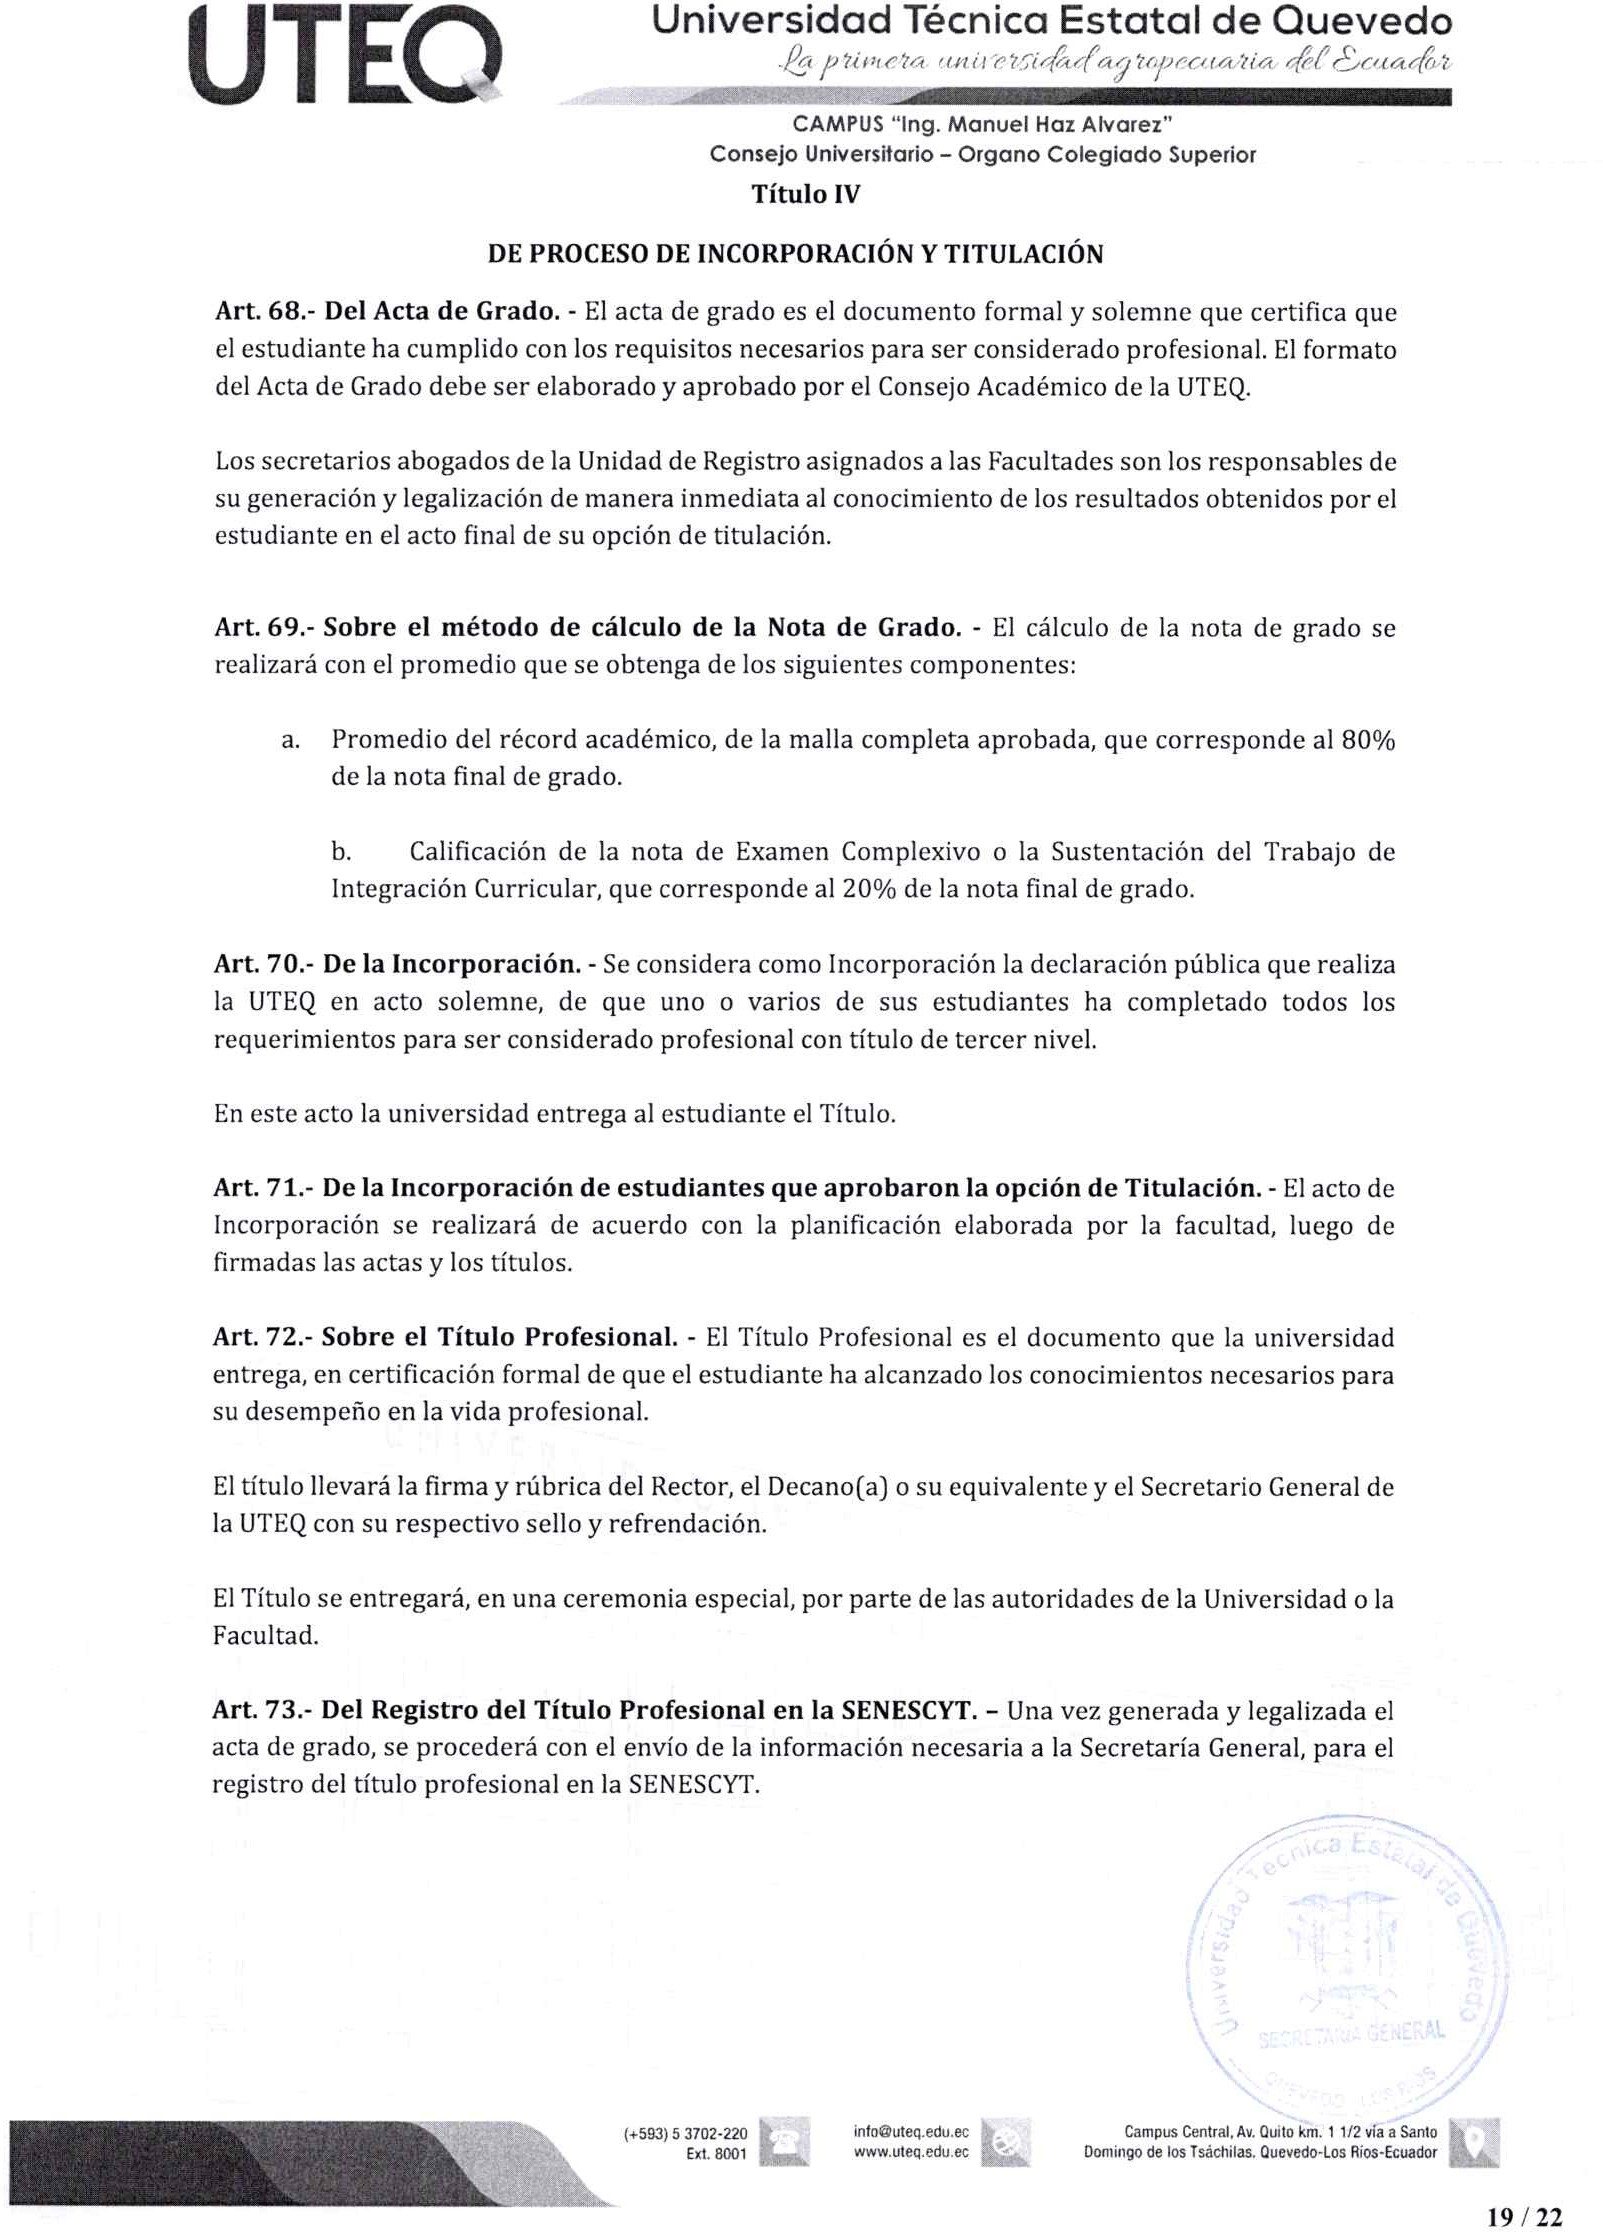 UTEQ
Universidad Técnica Estatal de Quevedo
La primera universidad agropecuaria del Ecuador
CAMPUS "Ing. Manuel Haz Alvarez"
Consejo Universitario – Organo Colegiado Superior
Título IV
DE PROCESO DE INCORPORACIÓN Y TITULACIÓN
Art. 68.- Del Acta de Grado. - El acta de grado es el documento formal y solemne que certifica que
el estudiante ha cumplido con los requisitos necesarios para ser considerado profesional. El formato
del Acta de Grado debe ser elaborado y aprobado por el Consejo Académico de la UTEQ.
Los secretarios abogados de la Unidad de Registro asignados a las Facultades son los responsables de
su generación y legalización de manera inmediata al conocimiento de los resultados obtenidos por el
estudiante en el acto final de su opción de titulación.
Art. 69.- Sobre el método de cálculo de la Nota de Grado. - El cálculo de la nota de grado se
realizará con el promedio que se obtenga de los siguientes componentes:
a. Promedio del récord académico, de la malla completa aprobada, que corresponde al 80%
de la nota final de grado.
b. Calificación de la nota de Examen Complexivo o la Sustentación del Trabajo de
Integración Curricular, que corresponde al 20% de la nota final de grado.
Art. 70.- De la Incorporación. - Se considera como Incorporación la declaración pública que realiza
la UTEQ en acto solemne, de que uno o varios de sus estudiantes ha completado todos los
requerimientos para ser considerado profesional con título de tercer nivel.
En este acto la universidad entrega al estudiante el Título.
Art. 71.- De la Incorporación de estudiantes que aprobaron la opción de Titulación. - El acto de
Incorporación se realizará de acuerdo con la planificación elaborada por la facultad, luego de
firmadas las actas y los títulos.
Art. 72.- Sobre el Título Profesional. - El Título Profesional es el documento que la universidad
entrega, en certificación formal de que el estudiante ha alcanzado los conocimientos necesarios para
su desempeño en la vida profesional.
El título llevará la firma y rúbrica del Rector, el Decano(a) o su equivalente y el Secretario General de
la UTEQ con su respectivo sello y refrendación.
El Título se entregará, en una ceremonia especial, por parte de las autoridades de la Universidad o la
Facultad.
Art. 73.- Del Registro del Título Profesional en la SENESCYT. – Una vez generada y legalizada el
acta de grado, se procederá con el envío de la información necesaria a la Secretaría General, para el
registro del título profesional en la SENESCYT.
Universidad Técnica Estatal de Quevedo
SECRETARIA GENERAL
QUEVEDO LOS RIOS
(+593) 5 3702-220
Ext. 8001
info@uteq.edu.ec
www.uteq.edu.ec
Campus Central, Av. Quito km. 1 1/2 vía a Santo
Domingo de los Tsáchilas. Quevedo-Los Ríos-Ecuador
19 / 22